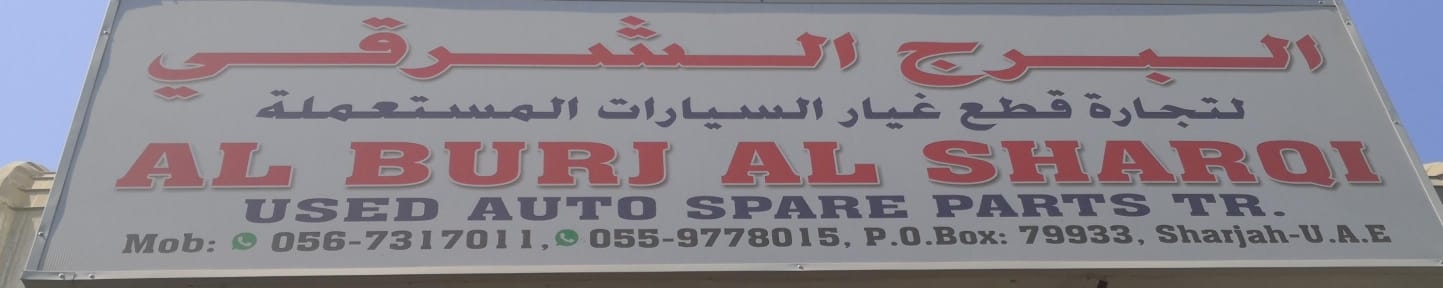 البرج الشرقي
لتجارة قطع غيار السيارات المستعملة
AL BURJ AL SHARQI
USED AUTO SPARE PARTS TR.
Mob: 056-7317011, 055-9778015, P.O.Box: 79933, Sharjah-U.A.E